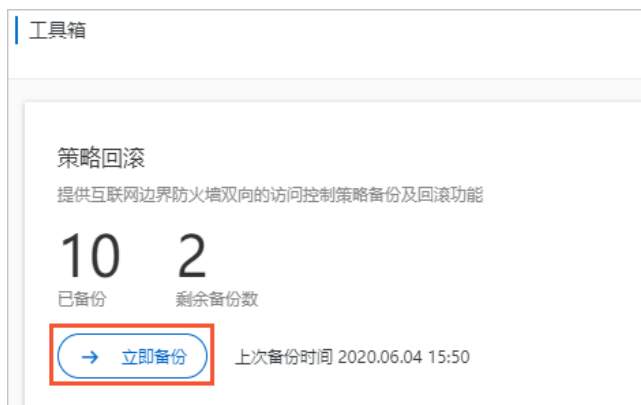 工具箱
策略回滚
提供互联网边界防火墙双向的访问控制策略备份及回滚功能
10 2
已备份 剩余备份数
→ 立即备份 上次备份时间 2020.06.04 15:50